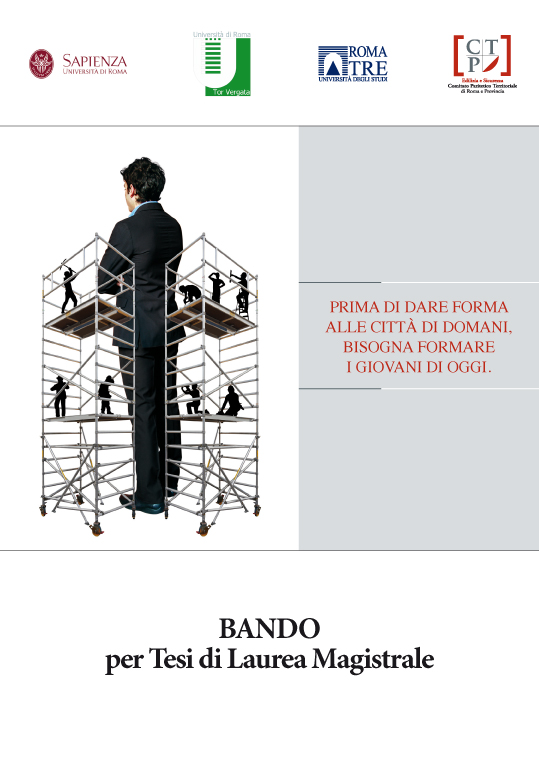 SAPIENZA
UNIVERSITÀ DI ROMA
Università di Roma
Tor Vergata
ROMA
TRE
UNIVERSITÀ DEGLI STUDI
CTP
Edilizia e Sicurezza
Comitato Paritetico Territoriale
di Roma e Provincia
PRIMA DI DARE FORMA
ALLE CITTÀ DI DOMANI,
BISOGNA FORMARE
I GIOVANI DI OGGI.
BANDO
per Tesi di Laurea Magistrale